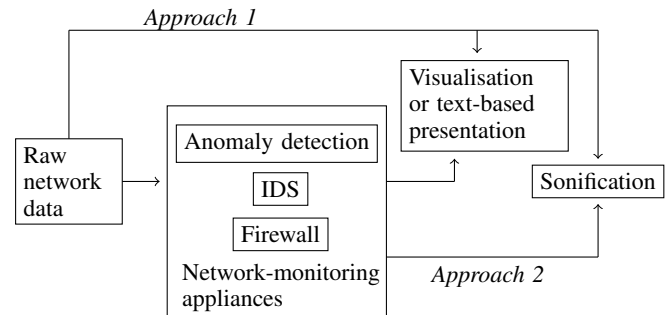 Approach 1
Visualisation
or text-based
presentation
Anomaly detection
Raw
network
data
IDS
Sonification
Firewall
Network-monitoring
appliances
Approach 2